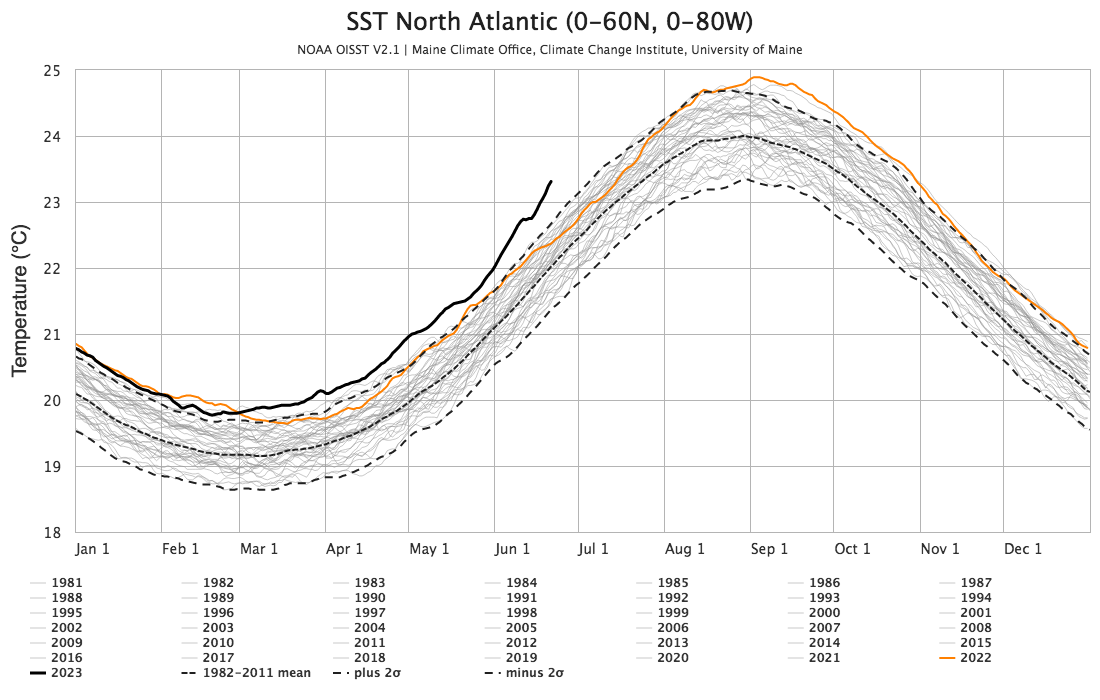 SST North Atlantic (0-60N, 0-80W)
NOAA OISST V2.1 | Maine Climate Office, Climate Change Institute, University of Maine
Temperature (°C)
25
24
23
22
21
20
19
18
Jan 1 Feb 1 Mar 1 Apr 1 May 1 Jun 1 Jul 1 Aug 1 Sep 1 Oct 1 Nov 1 Dec 1
1981 1982 1983 1984 1985 1986 1987
1988 1989 1990 1991 1992 1993 1994
1995 1996 1997 1998 1999 2000 2001
2002 2003 2004 2005 2006 2007 2008
2009 2010 2011 2012 2013 2014 2015
2016 2017 2018 2019 2020 2021 2022
2023 1982-2011 mean plus 2σ minus 2σ